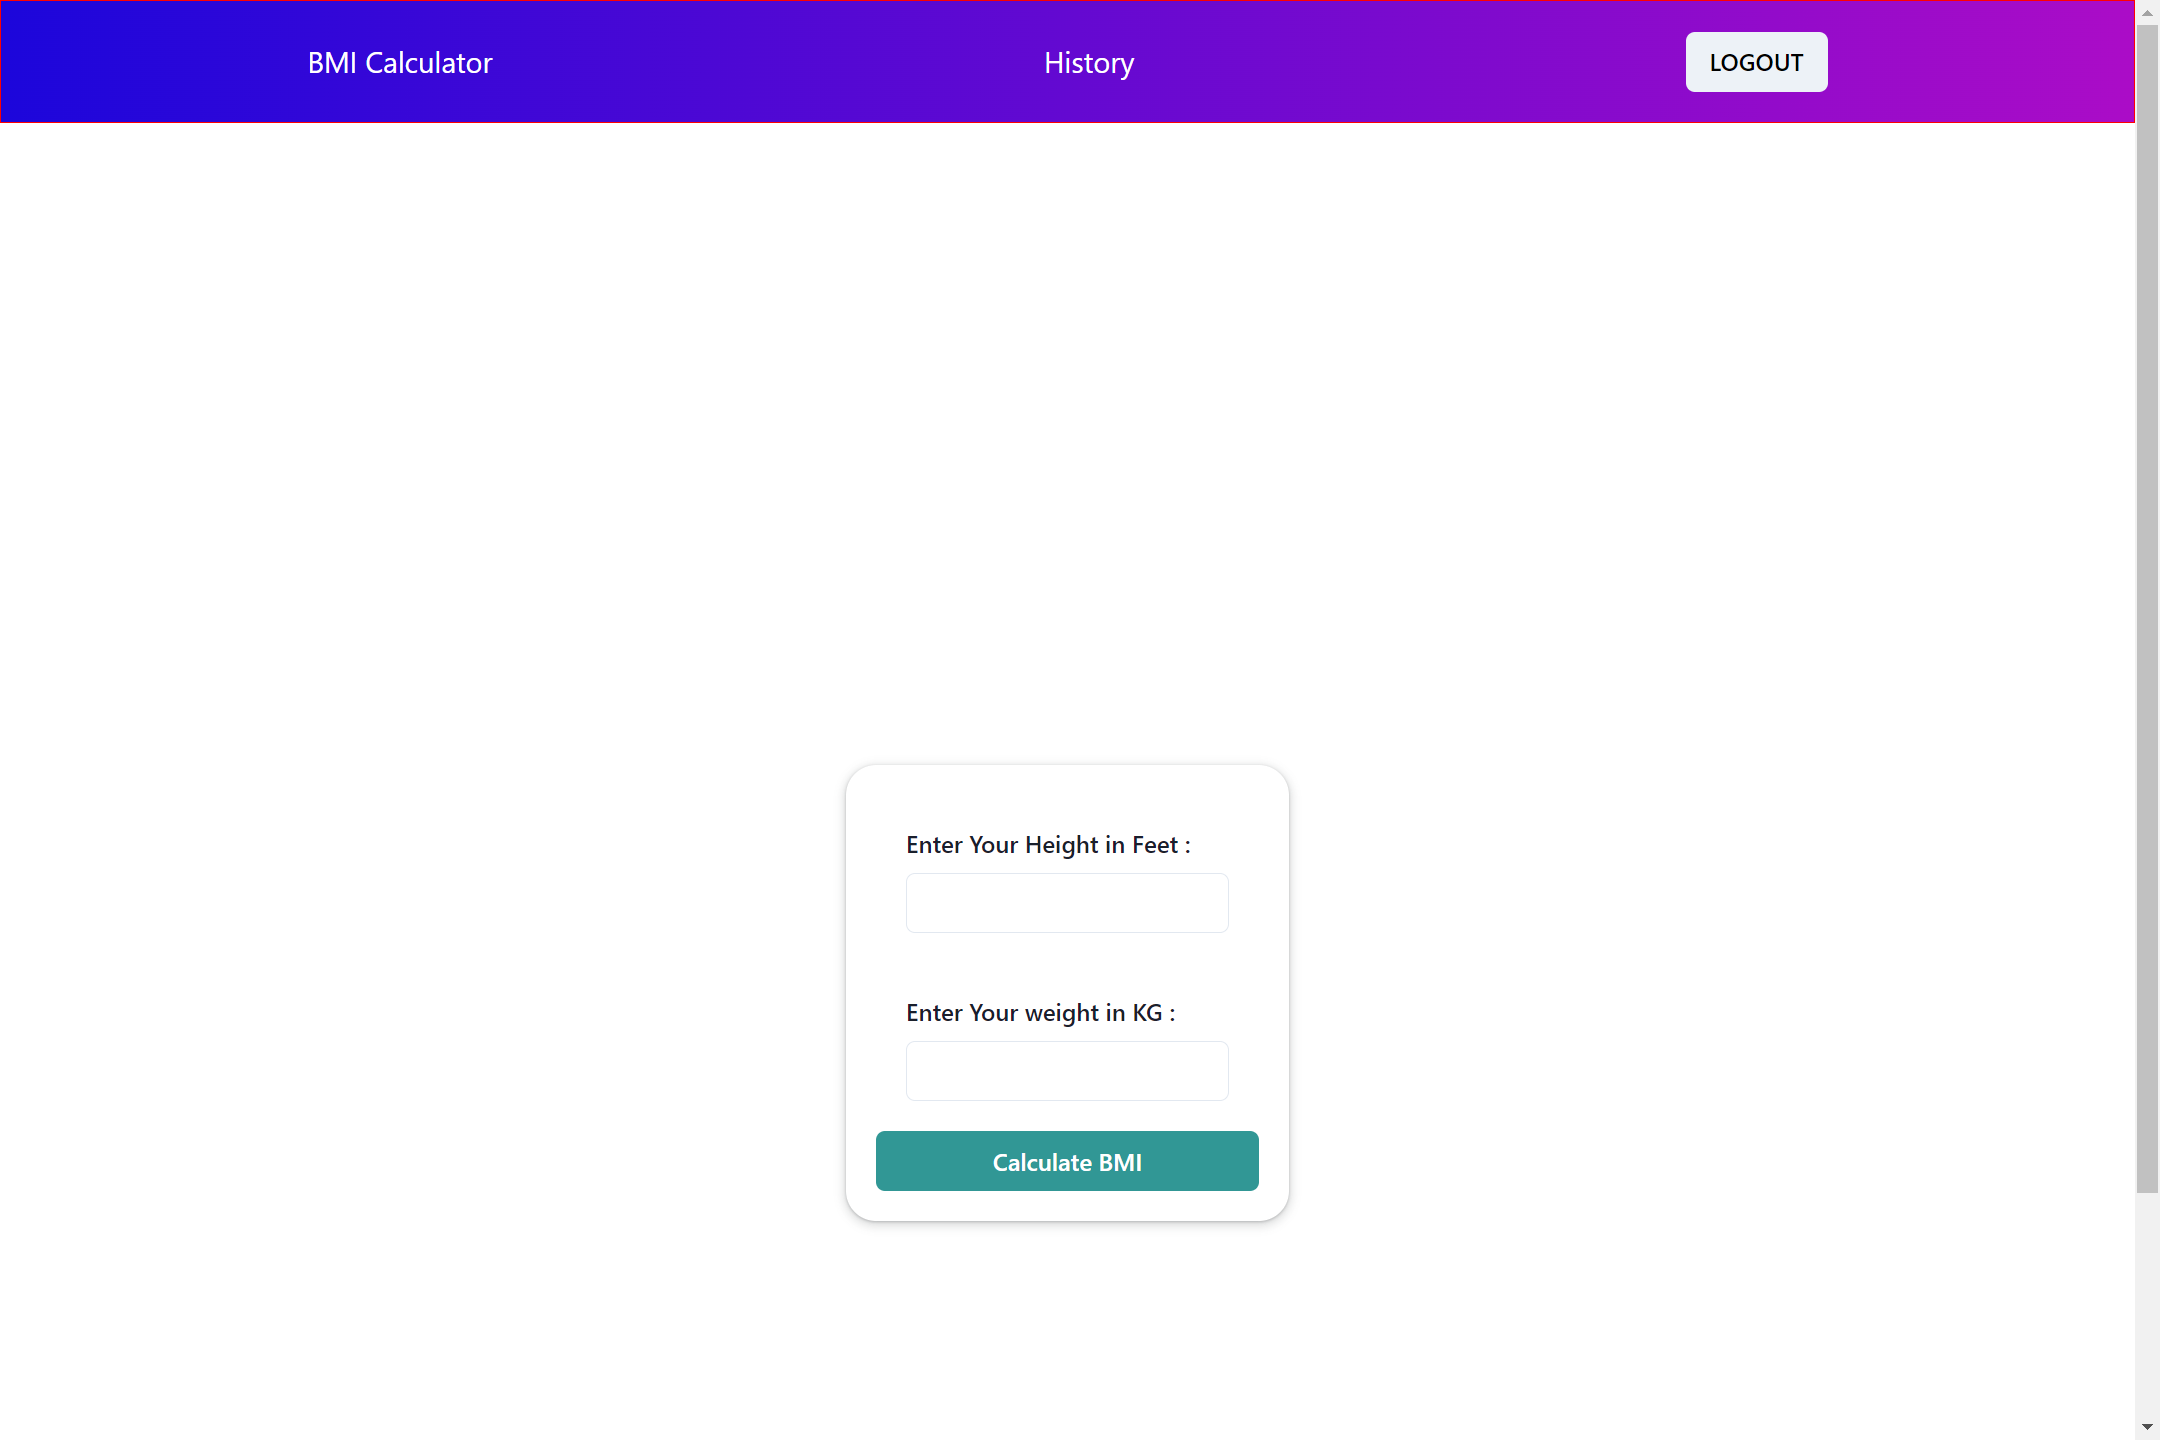 BMI Calculator
History
LOGOUT
Enter Your Height in Feet :
Enter Your weight in KG :
Calculate BMI